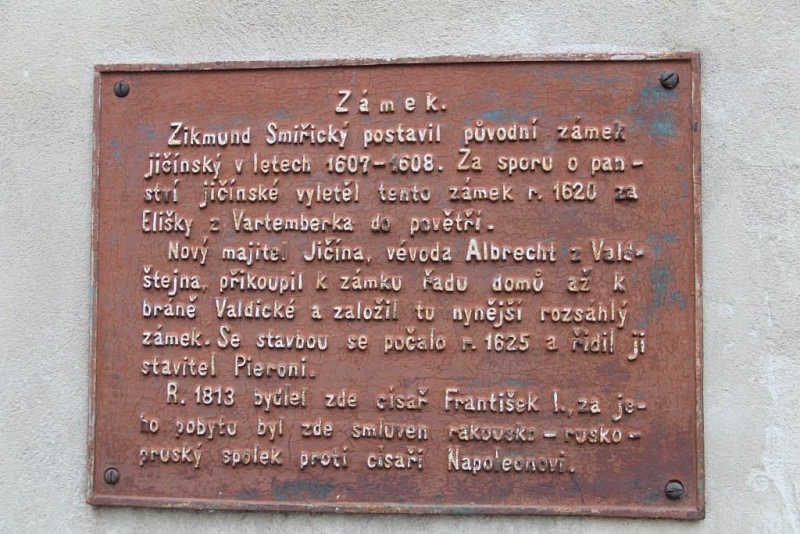 Zámek.
Zikmund Smiřický postavil původní zámek
jičínský v letech 1607-1608. Za sporu o pan-
ství jičínské vyletěl tento zámek r. 1620 za
Elišky z Vartemberka do povětří.
Nový majitel Jičína, vévoda Albrecht z Vald-
štejna, přikoupil k zámku řadu domů až k
bráně Valdické a založil tu nynější rozsáhlý
zámek. Se stavbou se počalo r. 1625 a řídil ji
stavitel Pieroni.
R. 1813 bydlel zde císař František I., za je-
ho pobytu byl zde smluven rakousko-rusko-
pruský spolek proti císaři Napoleonovi.